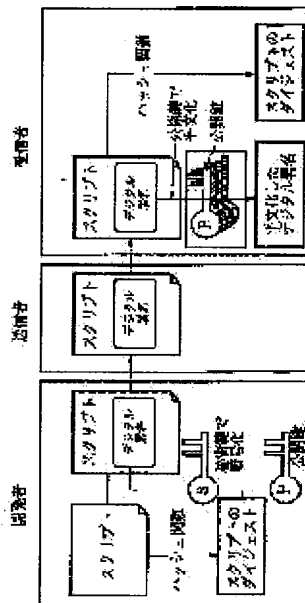 開発者
送信者
受信者
スクリプト
ハッシュ関数
スクリプトの
ダイジェスト
スクリプト
デジタル
署名
S
秘密鍵で
暗号化
P
公開鍵
スクリプト
デジタル
署名
スクリプト
デジタル
署名
ハッシュ関数
公開鍵で
平文化
公開鍵
P
平文化した
デジタル署名
スクリプトの
ダイジェスト